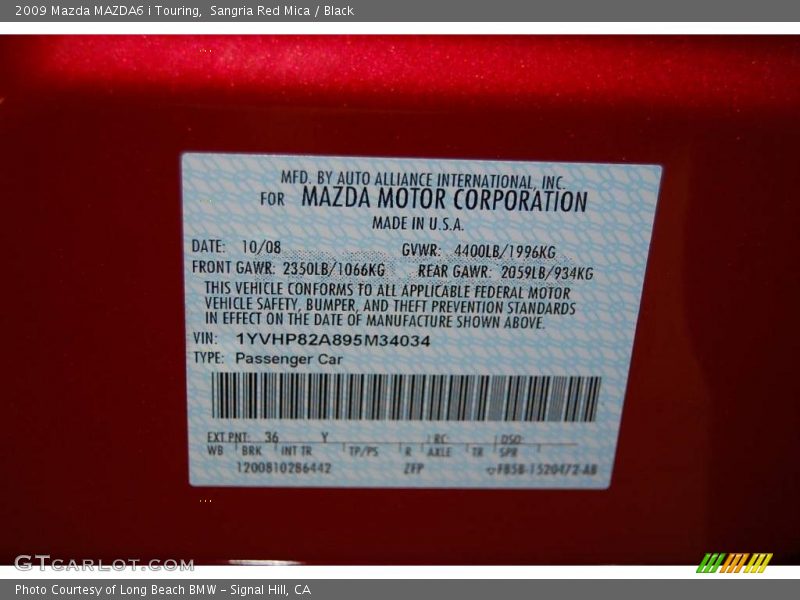 2009 Mazda MAZDA6 i Touring, Sangria Red Mica / Black
MFD. BY AUTO ALLIANCE INTERNATIONAL, INC.
FOR MAZDA MOTOR CORPORATION
MADE IN U.S.A.
DATE: 10/08 GVWR: 4400LB/1996KG
FRONT GAWR: 2350LB/1066KG REAR GAWR: 2059LB/934KG
THIS VEHICLE CONFORMS TO ALL APPLICABLE FEDERAL MOTOR
VEHICLE SAFETY, BUMPER, AND THEFT PREVENTION STANDARDS
IN EFFECT ON THE DATE OF MANUFACTURE SHOWN ABOVE.
VIN: 1YVHP82A895M34034
TYPE: Passenger Car
EXT PNT: 36 Y RC: DSO:
WB BRK INT TR TP/PS R AXLE TR SPR
1200810286442 ZFP F85B-1520472-AB
GTcarlot.com
Photo Courtesy of Long Beach BMW - Signal Hill, CA